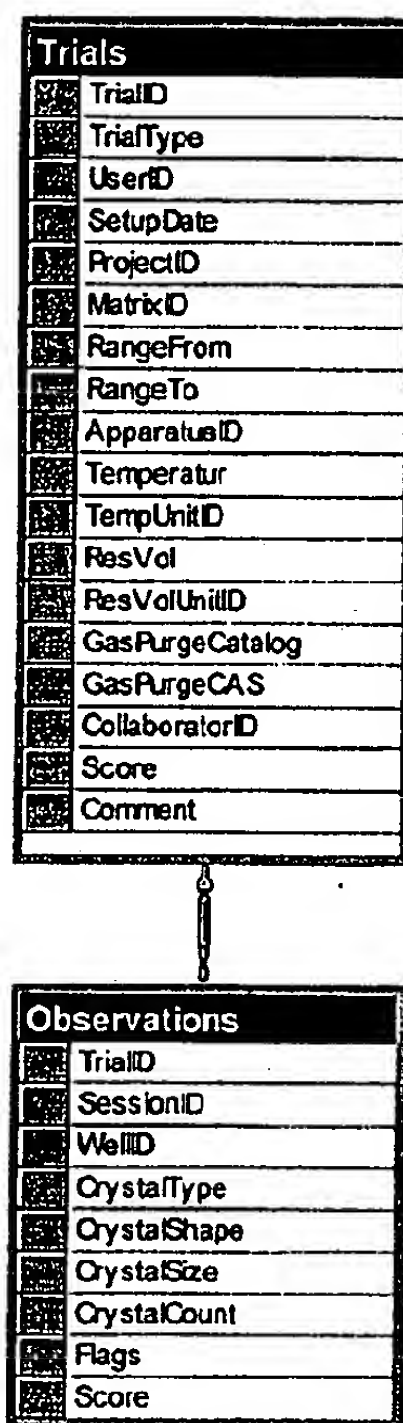 Trials
TrialID
TrialType
UserID
SetupDate
ProjectID
MatrixID
RangeFrom
RangeTo
ApparatusID
Temperatur
TempUnitID
ResVol
ResVolUnitID
GasPurgeCatalog
GasPurgeCAS
CollaboratorID
Score
Comment
Observations
TrialID
SessionID
WellID
CrystalType
CrystalShape
CrystalSize
CrystalCount
Flags
Score